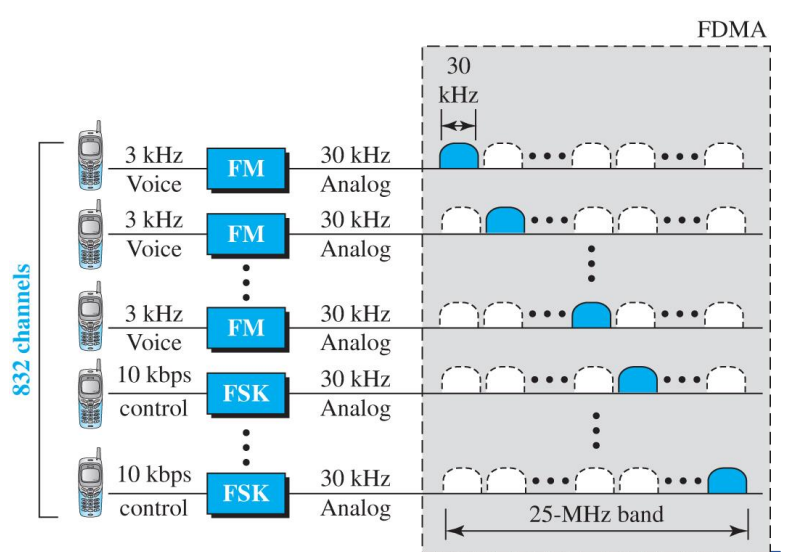 FDMA
30
kHz
3 kHz
Voice
FM
30 kHz
Analog
3 kHz
Voice
FM
30 kHz
Analog
3 kHz
Voice
FM
30 kHz
Analog
832 channels
10 kbps
control
FSK
30 kHz
Analog
10 kbps
control
FSK
30 kHz
Analog
25-MHz band